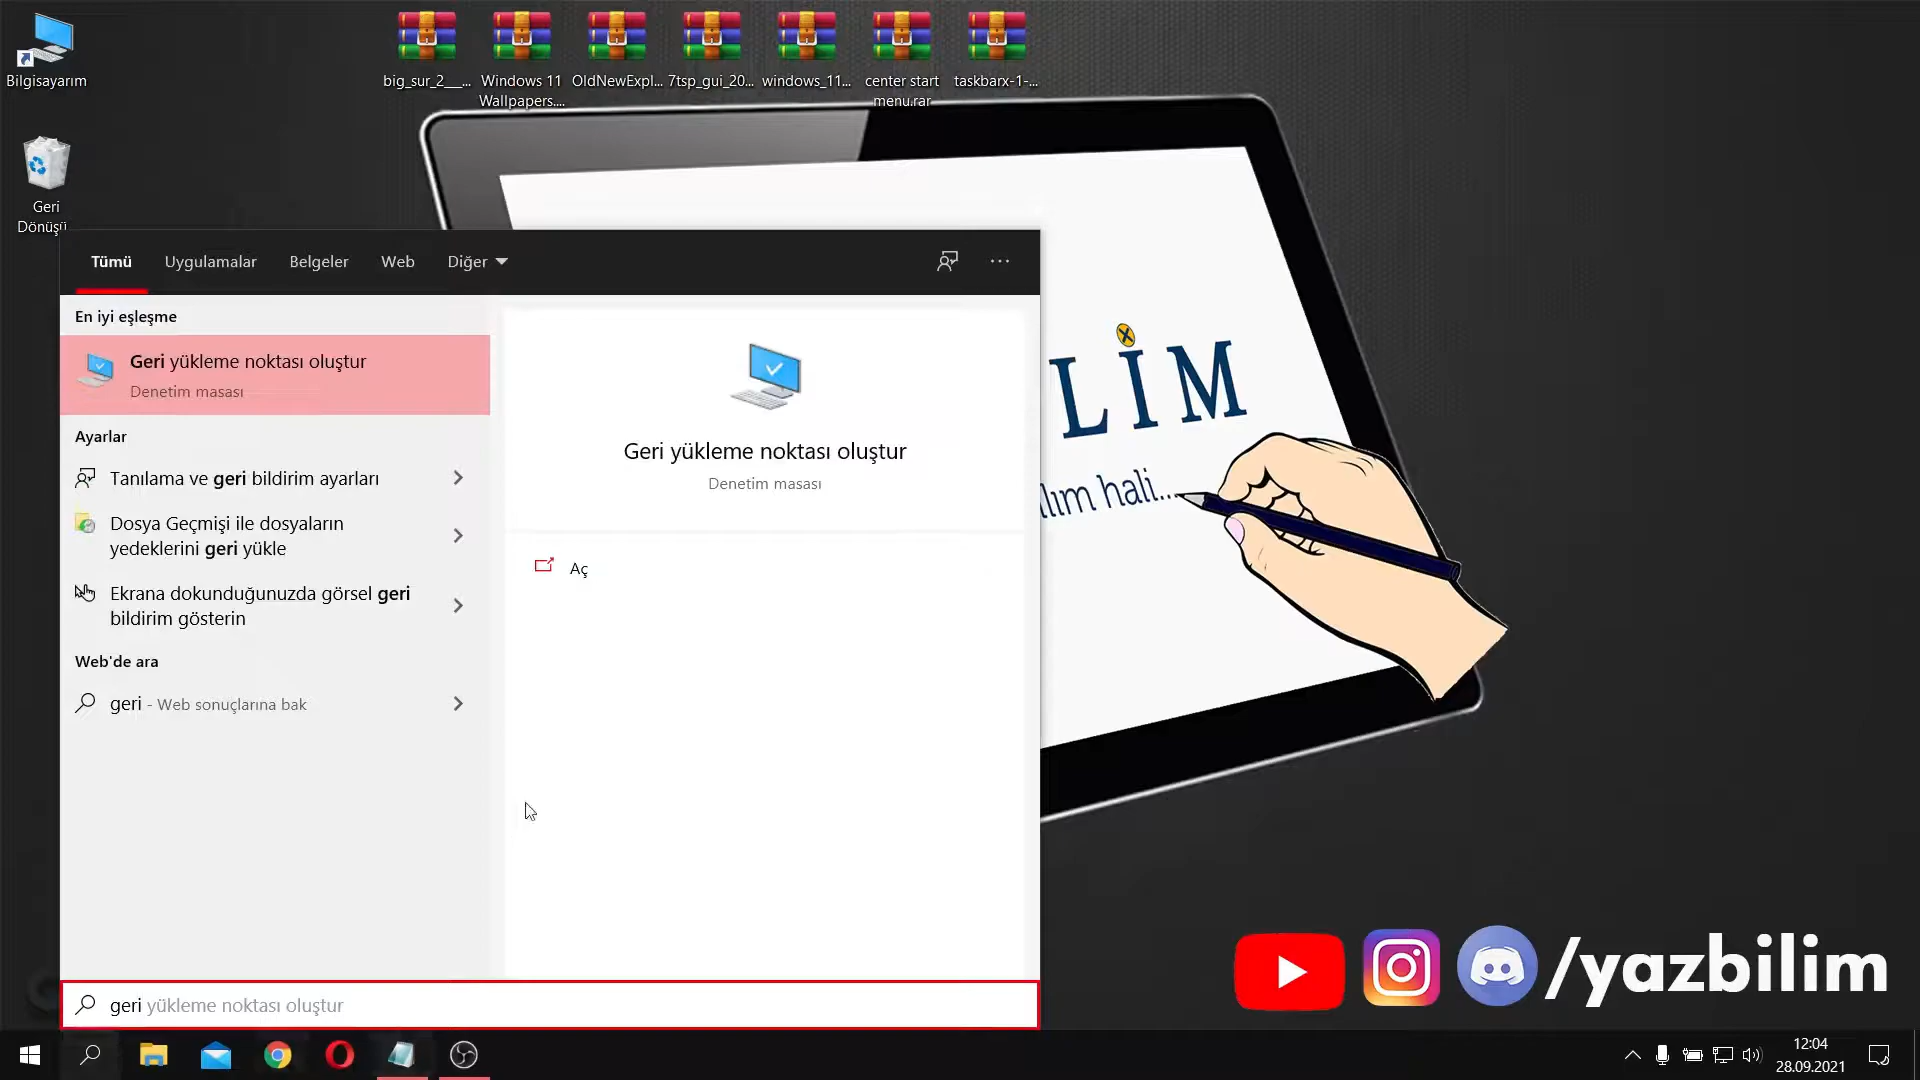 Bilgisayarım
big_sur_2___...
Windows 11
Wallpapers....
OldNewExpl...
7tsp_gui_20...
windows_11...
center start
menu.rar
taskbarx-1-...
Geri
Dönüşü
Tümü
Uygulamalar
Belgeler
Web
Diğer
En iyi eşleşme
Geri yükleme noktası oluştur
Denetim masası
Ayarlar
Tanılama ve geri bildirim ayarları
Dosya Geçmişi ile dosyaların
yedeklerini geri yükle
Ekrana dokunduğunuzda görsel geri
bildirim gösterin
Web'de ara
geri - Web sonuçlarına bak
Geri yükleme noktası oluştur
Denetim masası
Aç
LİM
lım hali...
/yazbilim
geri yükleme noktası oluştur
12:04
28.09.2021